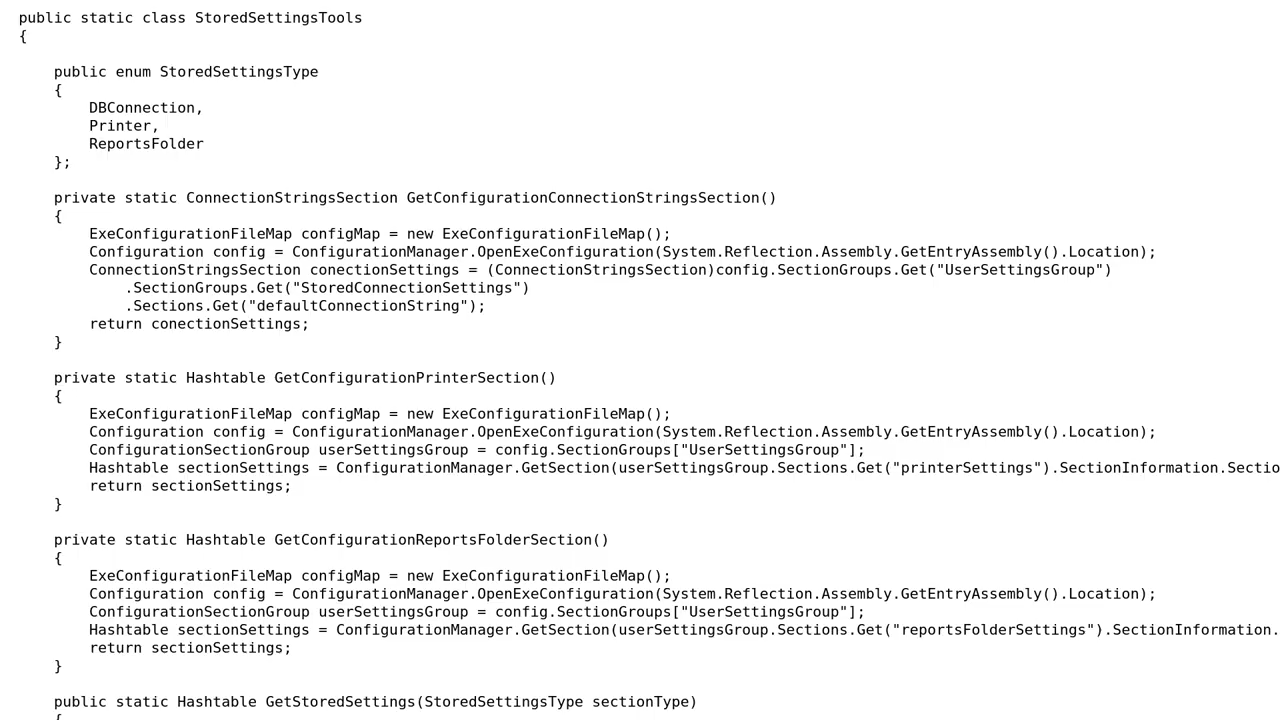 public static class StoredSettingsTools
{
public enum StoredSettingsType
{
DBConnection,
Printer,
ReportsFolder
};
private static ConnectionStringsSection GetConfigurationConnectionStringsSection()
{
ExeConfigurationFileMap configMap = new ExeConfigurationFileMap();
Configuration config = ConfigurationManager.OpenExeConfiguration(System.Reflection.Assembly.GetEntryAssembly().Location);
ConnectionStringsSection conectionSettings = (ConnectionStringsSection)config.SectionGroups.Get("UserSettingsGroup")
.SectionGroups.Get("StoredConnectionSettings")
.Sections.Get("defaultConnectionString");
return conectionSettings;
}
private static Hashtable GetConfigurationPrinterSection()
{
ExeConfigurationFileMap configMap = new ExeConfigurationFileMap();
Configuration config = ConfigurationManager.OpenExeConfiguration(System.Reflection.Assembly.GetEntryAssembly().Location);
ConfigurationSectionGroup userSettingsGroup = config.SectionGroups["UserSettingsGroup"];
Hashtable sectionSettings = ConfigurationManager.GetSection(userSettingsGroup.Sections.Get("printerSettings").SectionInformation.Sectio
return sectionSettings;
}
private static Hashtable GetConfigurationReportsFolderSection()
{
ExeConfigurationFileMap configMap = new ExeConfigurationFileMap();
Configuration config = ConfigurationManager.OpenExeConfiguration(System.Reflection.Assembly.GetEntryAssembly().Location);
ConfigurationSectionGroup userSettingsGroup = config.SectionGroups["UserSettingsGroup"];
Hashtable sectionSettings = ConfigurationManager.GetSection(userSettingsGroup.Sections.Get("reportsFolderSettings").SectionInformation.
return sectionSettings;
}
public static Hashtable GetStoredSettings(StoredSettingsType sectionType)
{